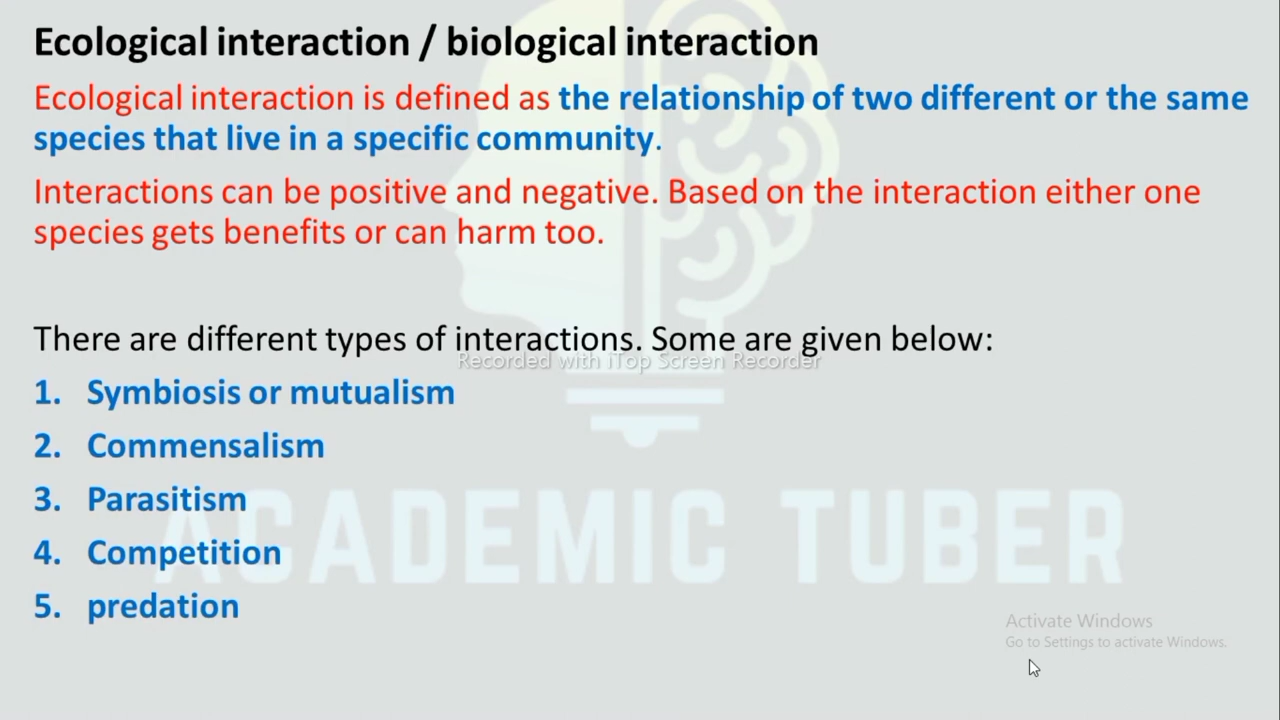 Ecological interaction / biological interaction
Ecological interaction is defined as the relationship of two different or the same
species that live in a specific community.
Interactions can be positive and negative. Based on the interaction either one
species gets benefits or can harm too.
There are different types of interactions. Some are given below:
Recorded with iTop Screen Recorder
1. Symbiosis or mutualism
2. Commensalism
3. Parasitism
4. Competition
5. predation
ACADEMIC TUBER
Activate Windows
Go to Settings to activate Windows.